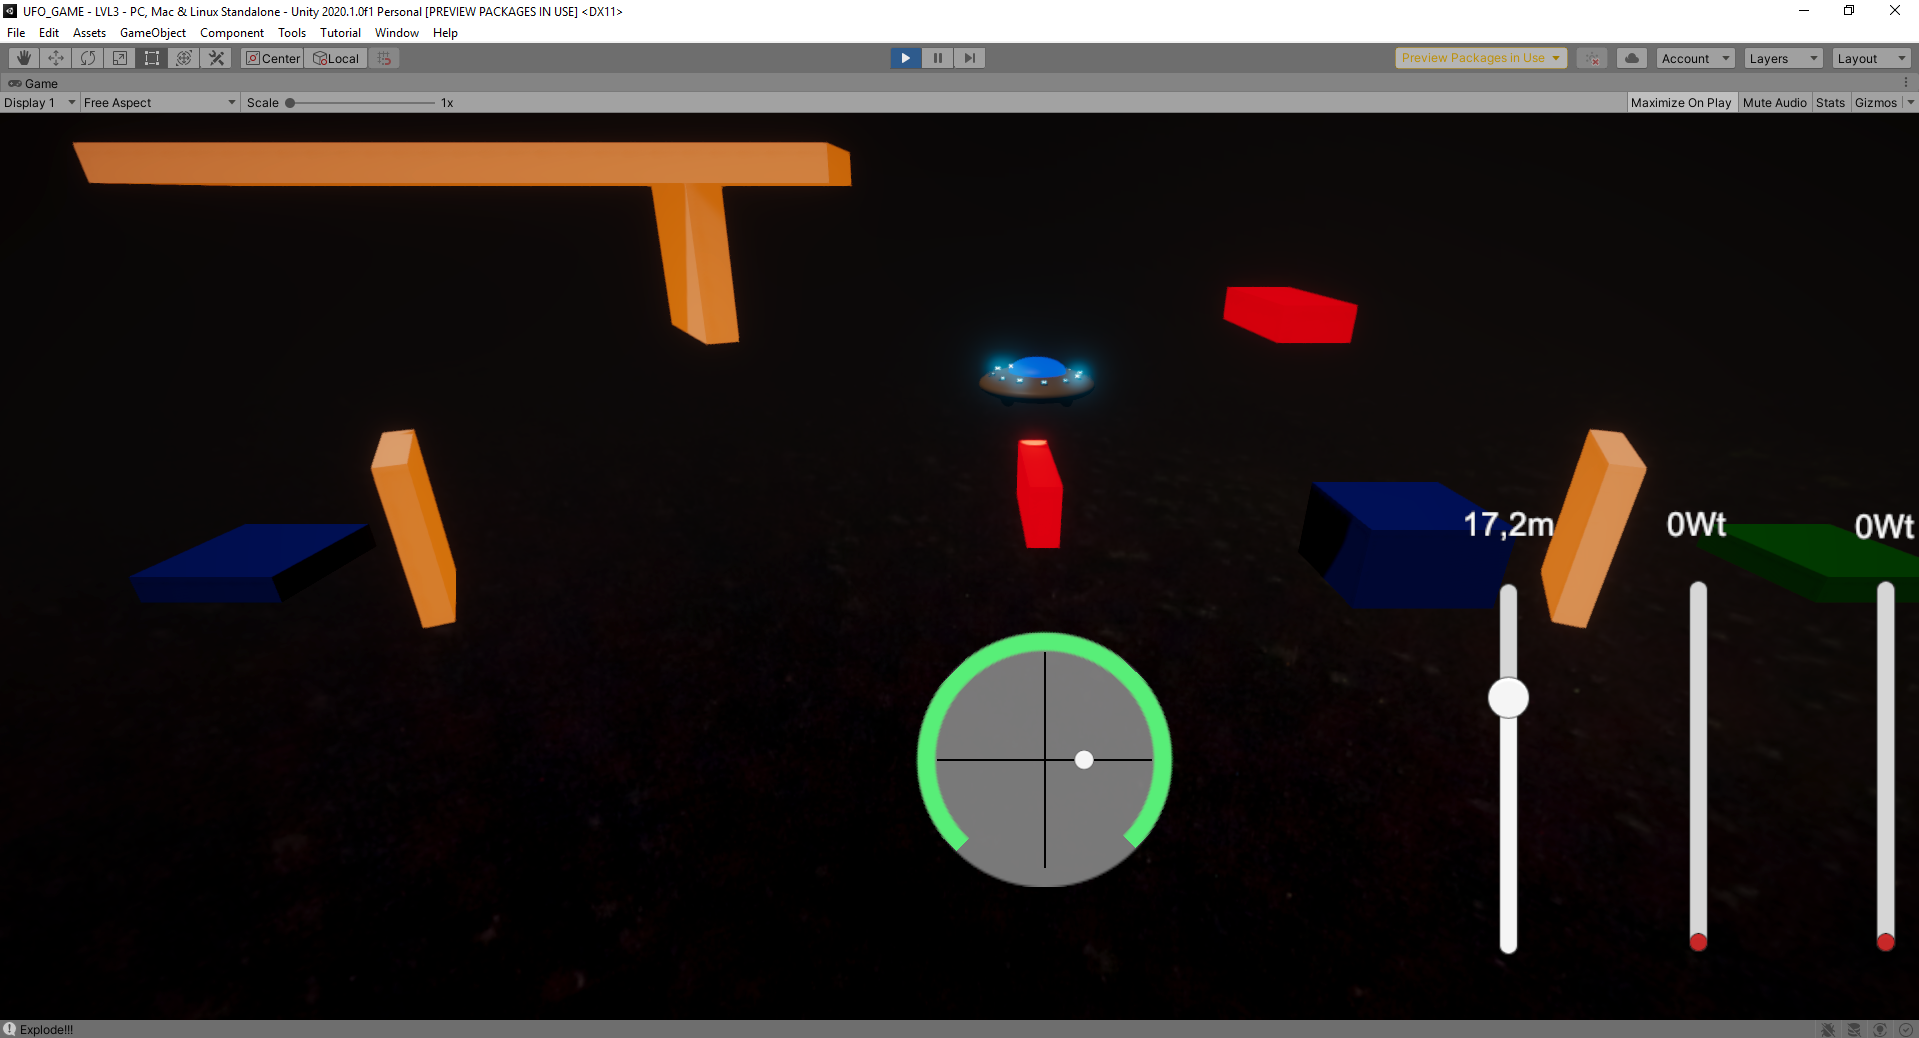 UFO_GAME - LVL3 - PC, Mac & Linux Standalone - Unity 2020.1.0f1 Personal [PREVIEW PACKAGES IN USE] <DX11>
File Edit Assets GameObject Component Tools Tutorial Window Help
Center Local Preview Packages in Use Account Layers Layout
Game
Display 1 Free Aspect Scale 1x Maximize On Play Mute Audio Stats Gizmos
17,2m 0Wt 0Wt
Explode!!!